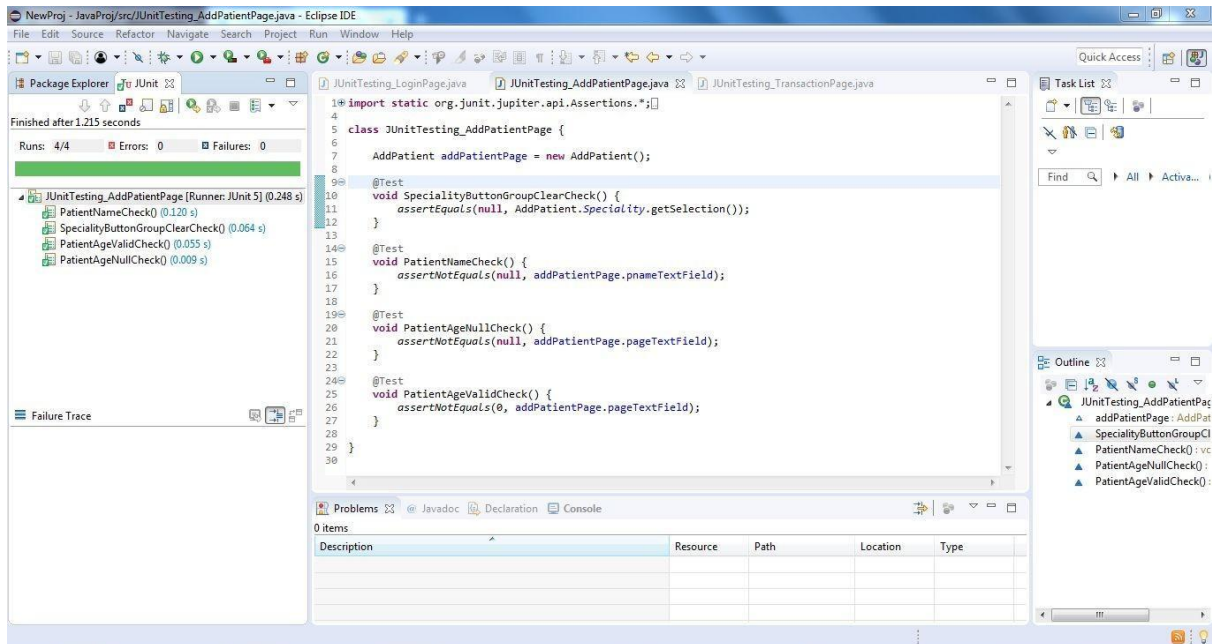 NewProj - JavaProj/src/JUnitTesting_AddPatientPage.java - Eclipse IDE
File Edit Source Refactor Navigate Search Project Run Window Help
Quick Access
Package Explorer JUnit
Finished after 1.215 seconds
Runs: 4/4 Errors: 0 Failures: 0
JUnitTesting_AddPatientPage [Runner: JUnit 5] (0.248 s)
PatientNameCheck() (0.120 s)
SpecialityButtonGroupClearCheck() (0.064 s)
PatientAgeValidCheck() (0.055 s)
PatientAgeNullCheck() (0.009 s)
Failure Trace
JUnitTesting_LoginPage.java JUnitTesting_AddPatientPage.java JUnitTesting_TransactionPage.java
1 import static org.junit.jupiter.api.Assertions.*;
4
5 class JUnitTesting_AddPatientPage {
6
7 AddPatient addPatientPage = new AddPatient();
8
9 @Test
10 void SpecialityButtonGroupClearCheck() {
11 assertEquals(null, AddPatient.Speciality.getSelection());
12 }
13
14 @Test
15 void PatientNameCheck() {
16 assertNotEquals(null, addPatientPage.pnameTextField);
17 }
18
19 @Test
20 void PatientAgeNullCheck() {
21 assertNotEquals(null, addPatientPage.pageTextField);
22 }
23
24 @Test
25 void PatientAgeValidCheck() {
26 assertNotEquals(0, addPatientPage.pageTextField);
27 }
28
29 }
30
Problems @ Javadoc Declaration Console
0 items
Description Resource Path Location Type
Task List
Find All Activa...
Outline
JUnitTesting_AddPatientPag
addPatientPage : AddPat
SpecialityButtonGroupCl
PatientNameCheck() : vc
PatientAgeNullCheck() :
PatientAgeValidCheck() :